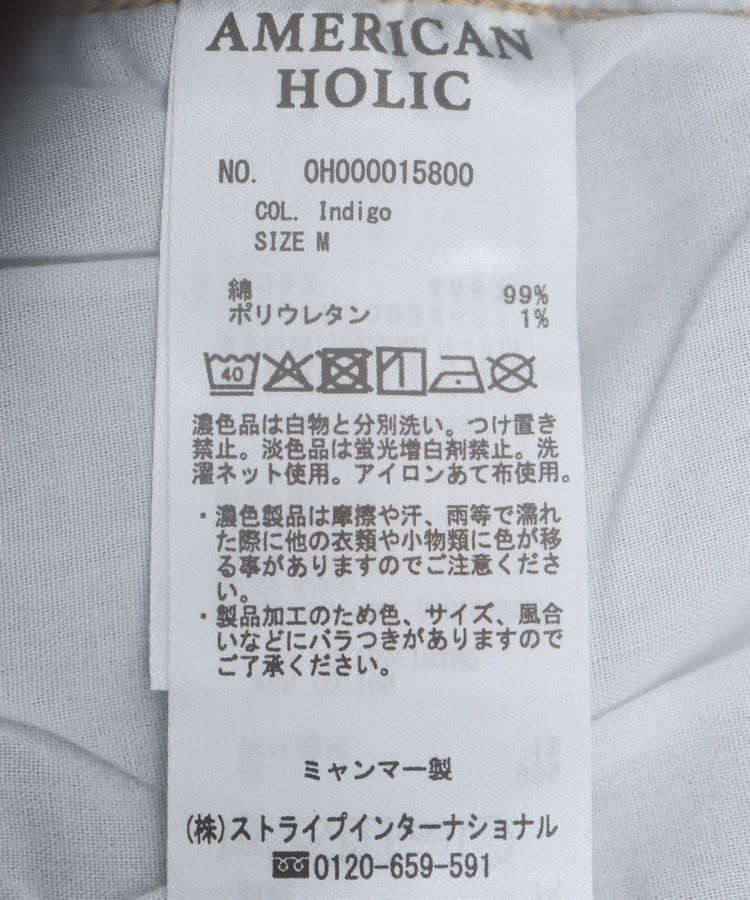 AMERICAN
HOLIC
NO. 0H000015800
COL. Indigo
SIZE M
綿 99%
ポリウレタン 1%
40
濃色品は白物と分別洗い。つけ置き
禁止。淡色品は蛍光増白剤禁止。洗
濯ネット使用。アイロンあて布使用。
・濃色製品は摩擦や汗、雨等で濡れ
た際に他の衣類や小物類に色が移
る事がありますのでご注意くださ
い。
・製品加工のため色、サイズ、風合
いなどにバラつきがありますので
ご了承ください。
ミャンマー製
(株)ストライプインターナショナル
0120-659-591